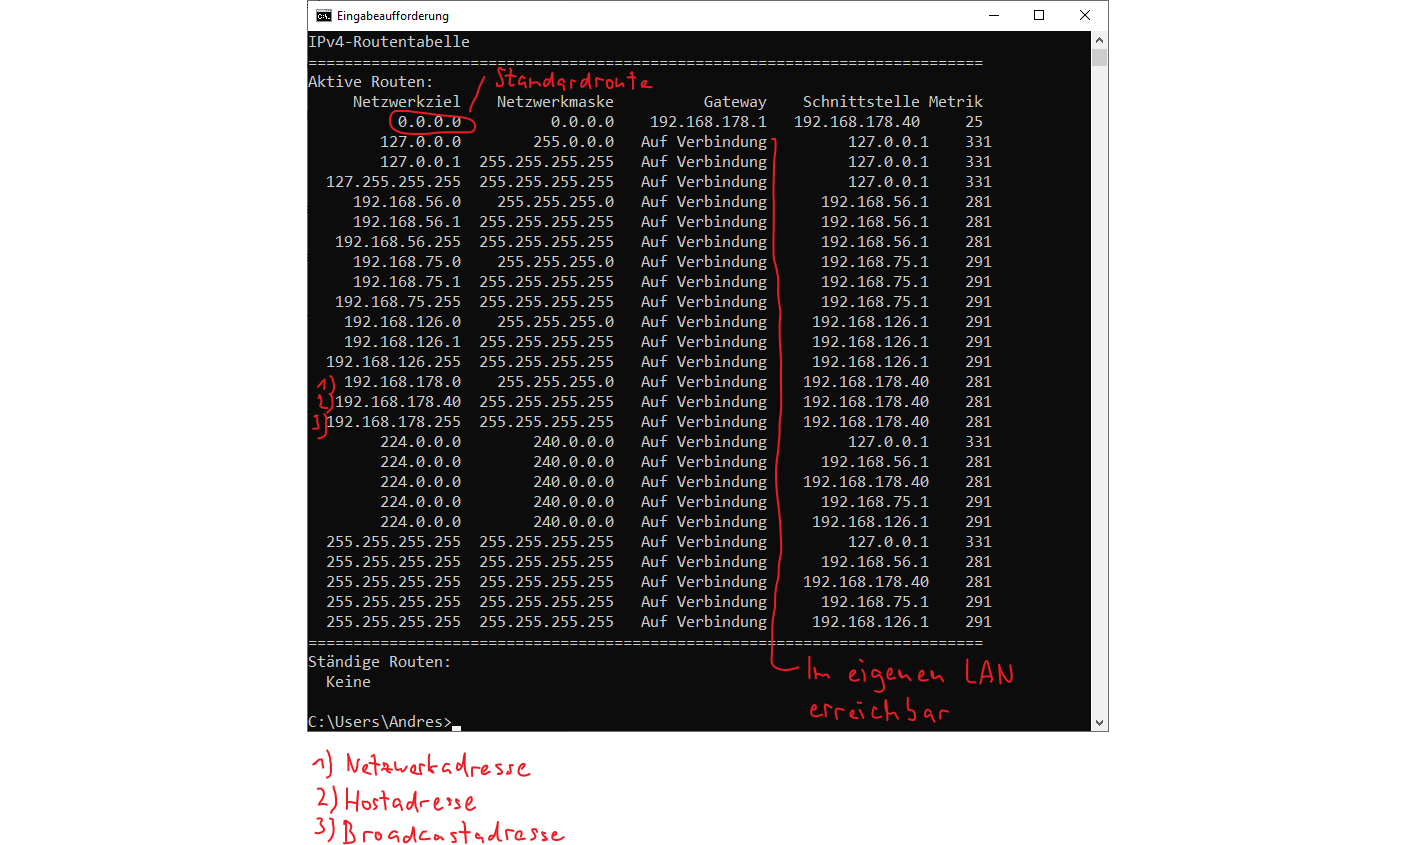 Eingabeaufforderung
IPv4-Routentabelle
===========================================================================
Aktive Routen:
Standardroute
Netzwerkziel Netzwerkmaske Gateway Schnittstelle Metrik
0.0.0.0 0.0.0.0 192.168.178.1 192.168.178.40 25
127.0.0.0 255.0.0.0 Auf Verbindung 127.0.0.1 331
127.0.0.1 255.255.255.255 Auf Verbindung 127.0.0.1 331
127.255.255.255 255.255.255.255 Auf Verbindung 127.0.0.1 331
192.168.56.0 255.255.255.0 Auf Verbindung 192.168.56.1 281
192.168.56.1 255.255.255.255 Auf Verbindung 192.168.56.1 281
192.168.56.255 255.255.255.255 Auf Verbindung 192.168.56.1 281
192.168.75.0 255.255.255.0 Auf Verbindung 192.168.75.1 291
192.168.75.1 255.255.255.255 Auf Verbindung 192.168.75.1 291
192.168.75.255 255.255.255.255 Auf Verbindung 192.168.75.1 291
192.168.126.0 255.255.255.0 Auf Verbindung 192.168.126.1 291
192.168.126.1 255.255.255.255 Auf Verbindung 192.168.126.1 291
192.168.126.255 255.255.255.255 Auf Verbindung 192.168.126.1 291
1) 192.168.178.0 255.255.255.0 Auf Verbindung 192.168.178.40 281
2) 192.168.178.40 255.255.255.255 Auf Verbindung 192.168.178.40 281
3) 192.168.178.255 255.255.255.255 Auf Verbindung 192.168.178.40 281
224.0.0.0 240.0.0.0 Auf Verbindung 127.0.0.1 331
224.0.0.0 240.0.0.0 Auf Verbindung 192.168.56.1 281
224.0.0.0 240.0.0.0 Auf Verbindung 192.168.178.40 281
224.0.0.0 240.0.0.0 Auf Verbindung 192.168.75.1 291
224.0.0.0 240.0.0.0 Auf Verbindung 192.168.126.1 291
255.255.255.255 255.255.255.255 Auf Verbindung 127.0.0.1 331
255.255.255.255 255.255.255.255 Auf Verbindung 192.168.56.1 281
255.255.255.255 255.255.255.255 Auf Verbindung 192.168.178.40 281
255.255.255.255 255.255.255.255 Auf Verbindung 192.168.75.1 291
255.255.255.255 255.255.255.255 Auf Verbindung 192.168.126.1 291
===========================================================================
Ständige Routen:
Keine
Im eigenen LAN
erreichbar
C:\Users\Andres>
1) Netzwerkadresse
2) Hostadresse
3) Broadcastadresse